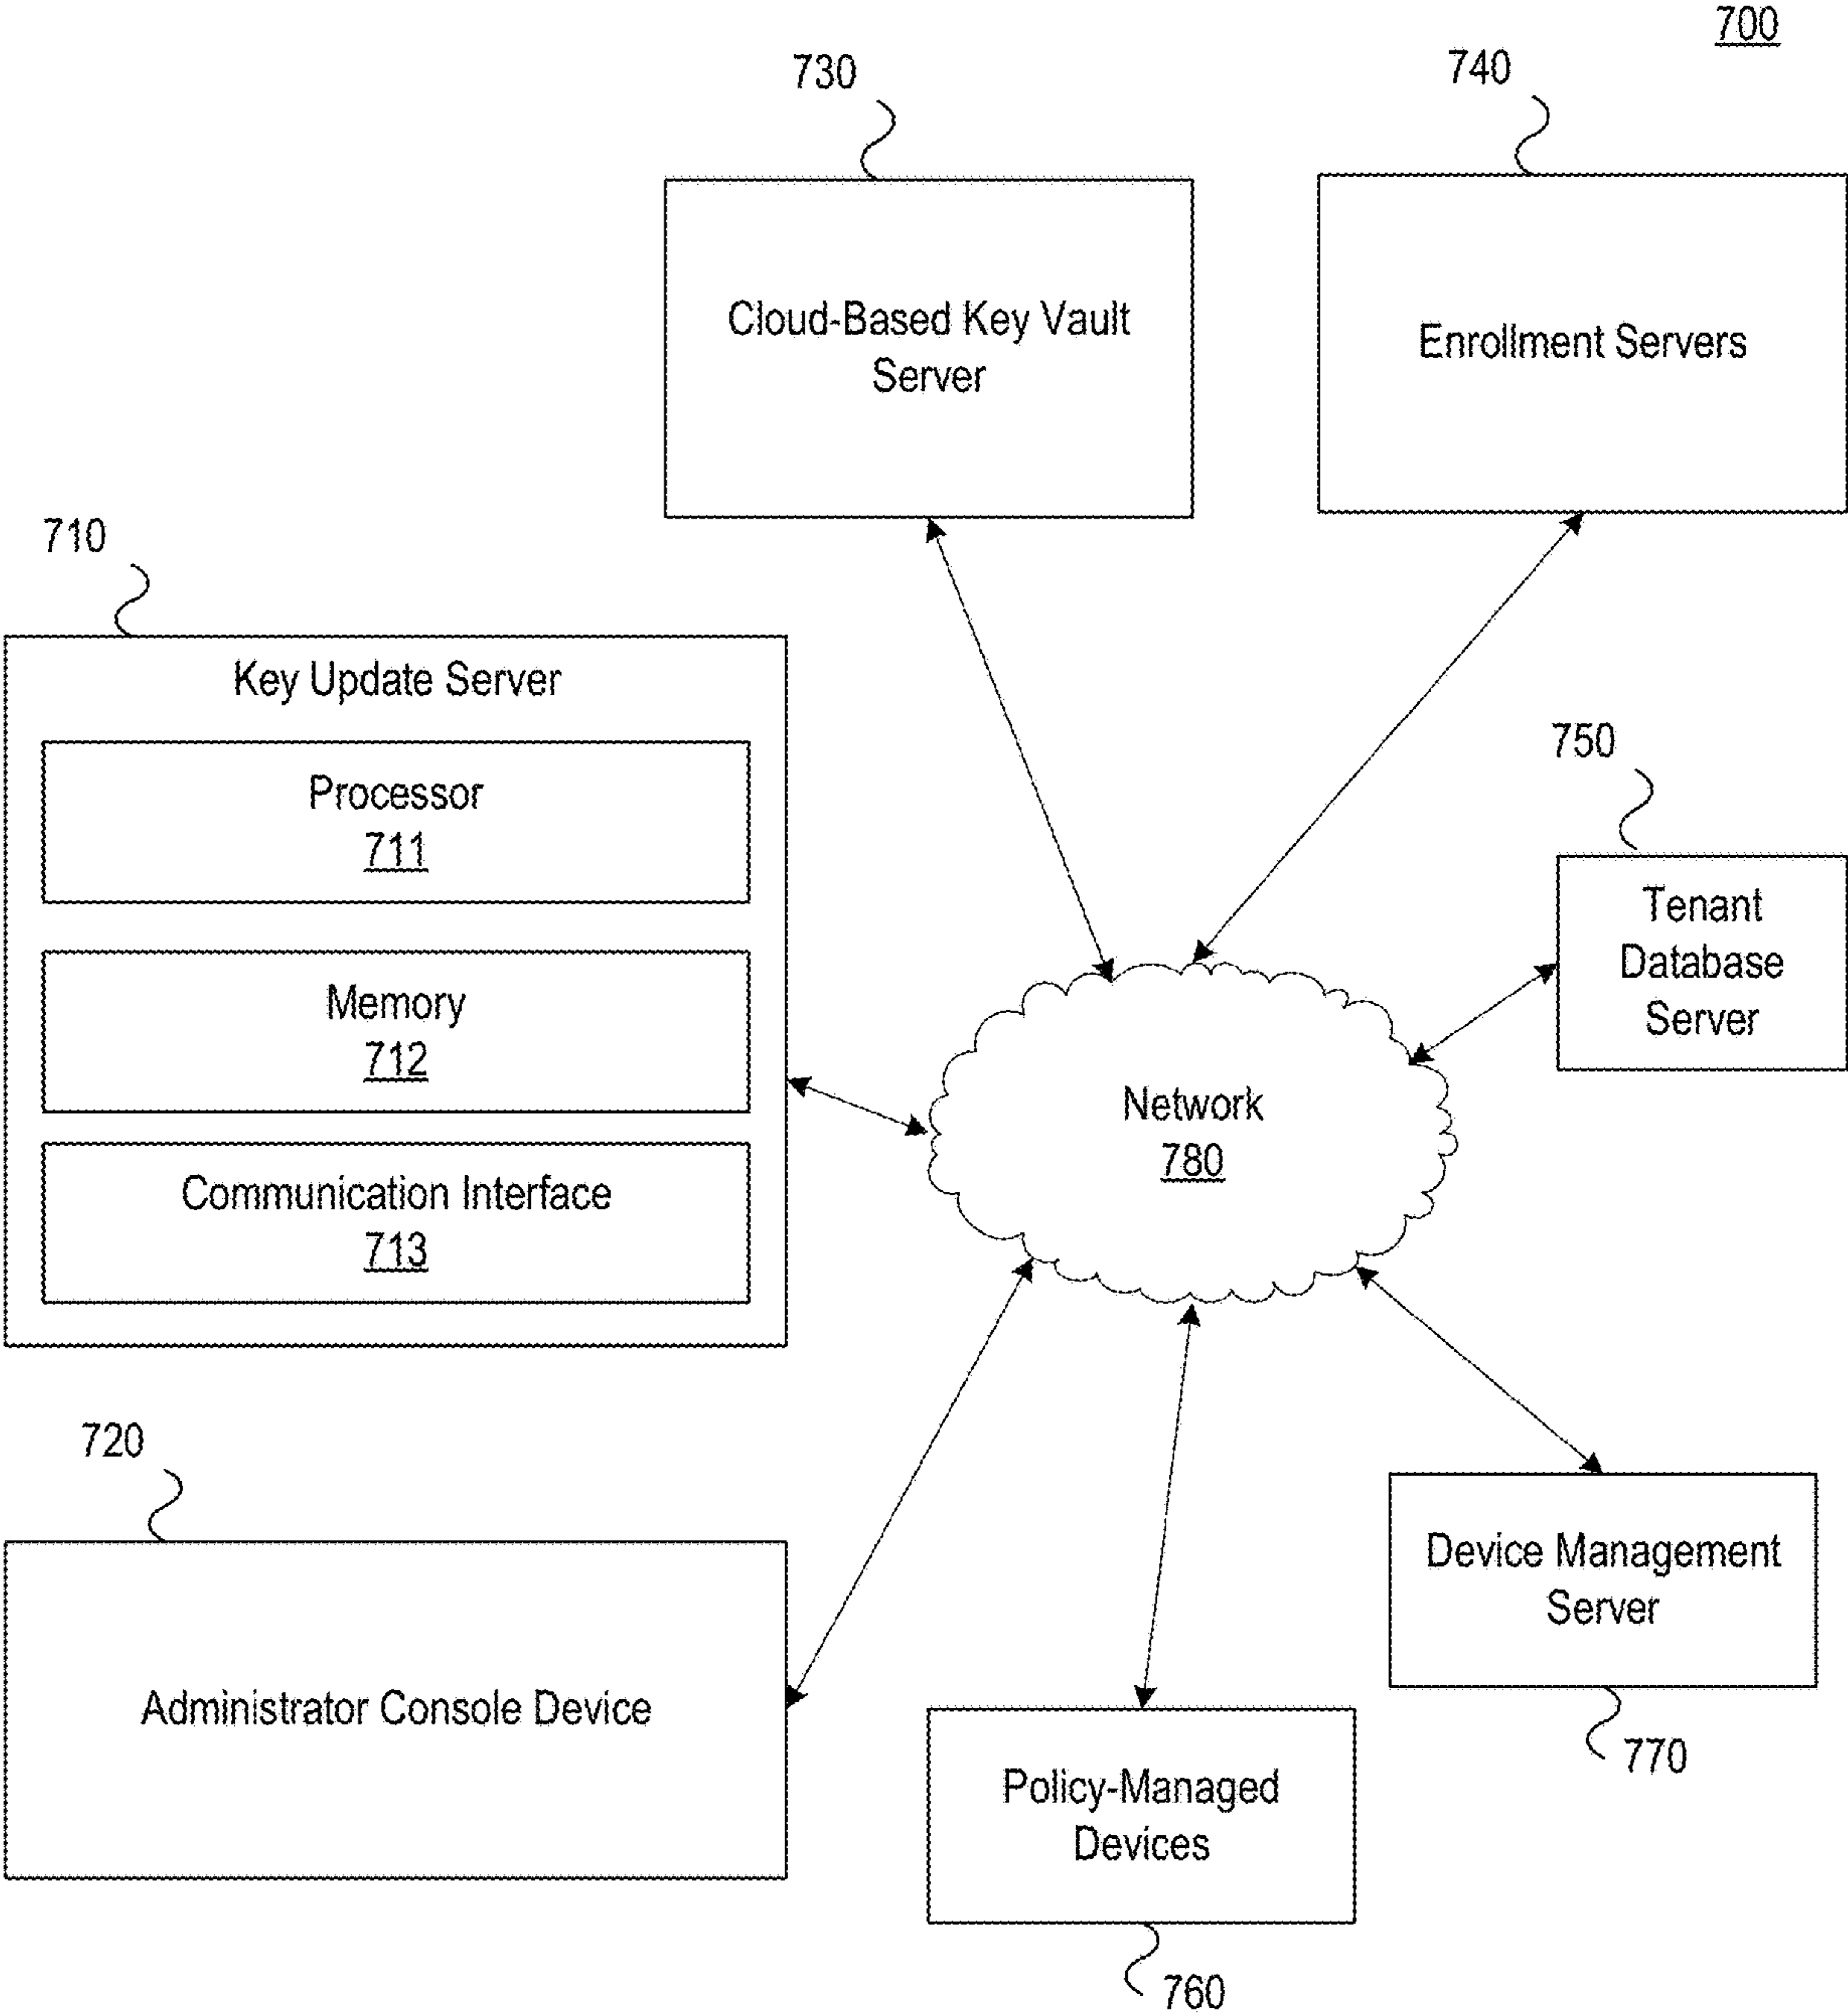 700
730
740
Cloud-Based Key Vault
Server
Enrollment Servers
710
Key Update Server
Processor
711
Memory
712
Communication Interface
713
750
Tenant
Database
Server
Network
780
720
Administrator Console Device
Device Management
Server
770
Policy-Managed
Devices
760